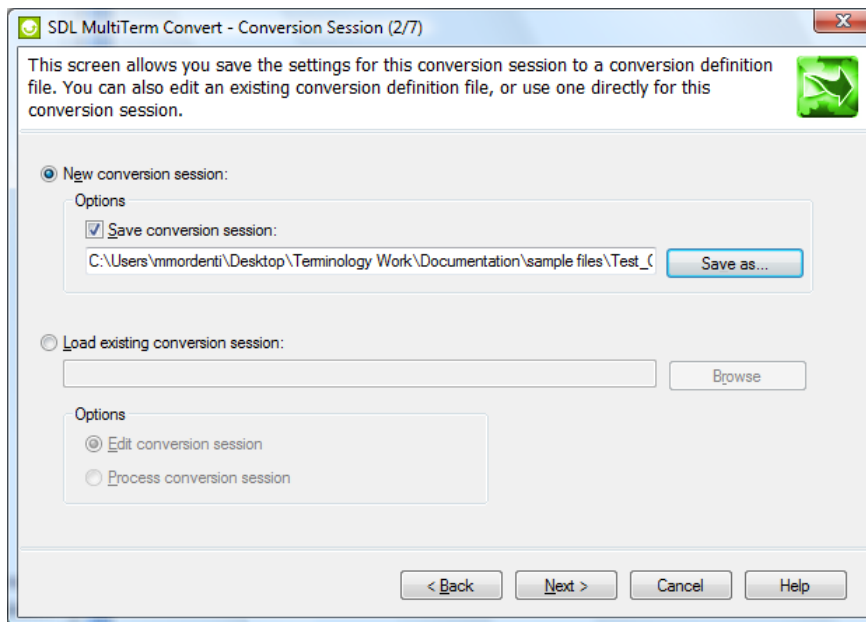 SDL MultiTerm Convert - Conversion Session (2/7)
This screen allows you save the settings for this conversion session to a conversion definition
file. You can also edit an existing conversion definition file, or use one directly for this
conversion session.
New conversion session:
Options
Save conversion session:
C:\Users\mmordenti\Desktop\Terminology Work\Documentation\sample files\Test_(
Save as...
Load existing conversion session:
Browse
Options
Edit conversion session
Process conversion session
< Back
Next >
Cancel
Help